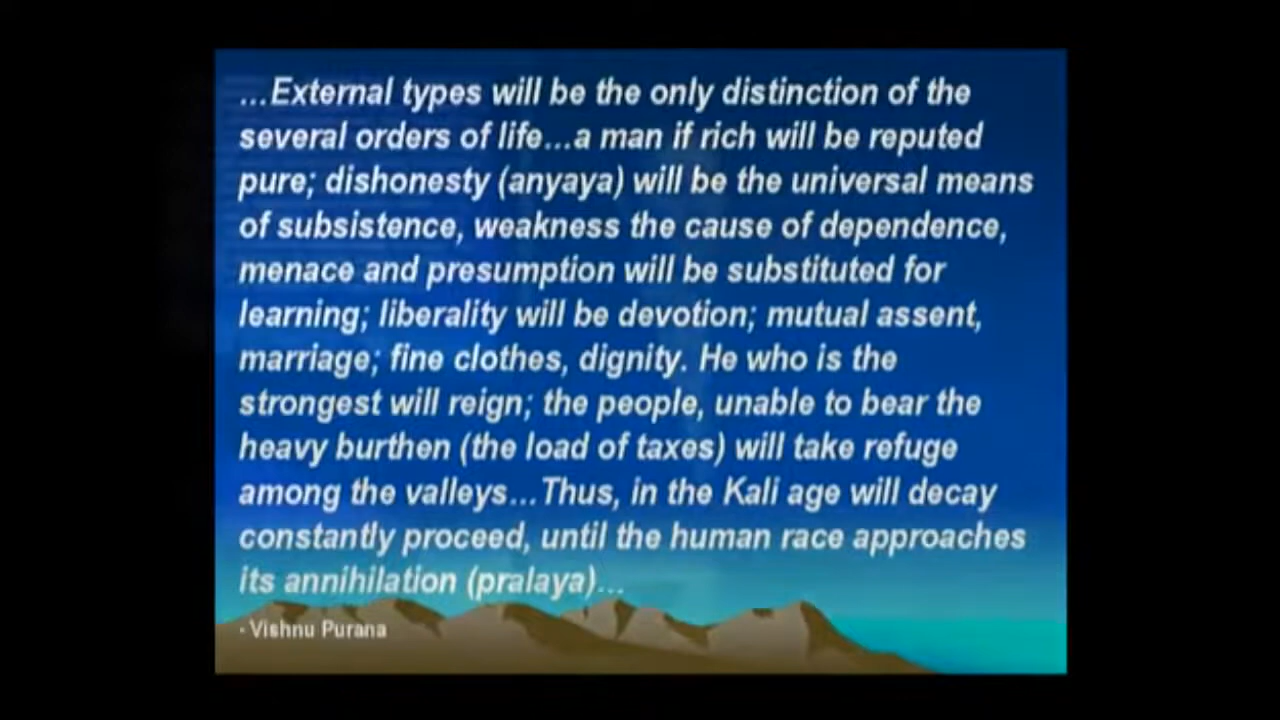 ...External types will be the only distinction of the
several orders of life...a man if rich will be reputed
pure; dishonesty (anyaya) will be the universal means
of subsistence, weakness the cause of dependence,
menace and presumption will be substituted for
learning; liberality will be devotion; mutual assent,
marriage; fine clothes, dignity. He who is the
strongest will reign; the people, unable to bear the
heavy burthen (the load of taxes) will take refuge
among the valleys...Thus, in the Kali age will decay
constantly proceed, until the human race approaches
its annihilation (pralaya)...
- Vishnu Purana